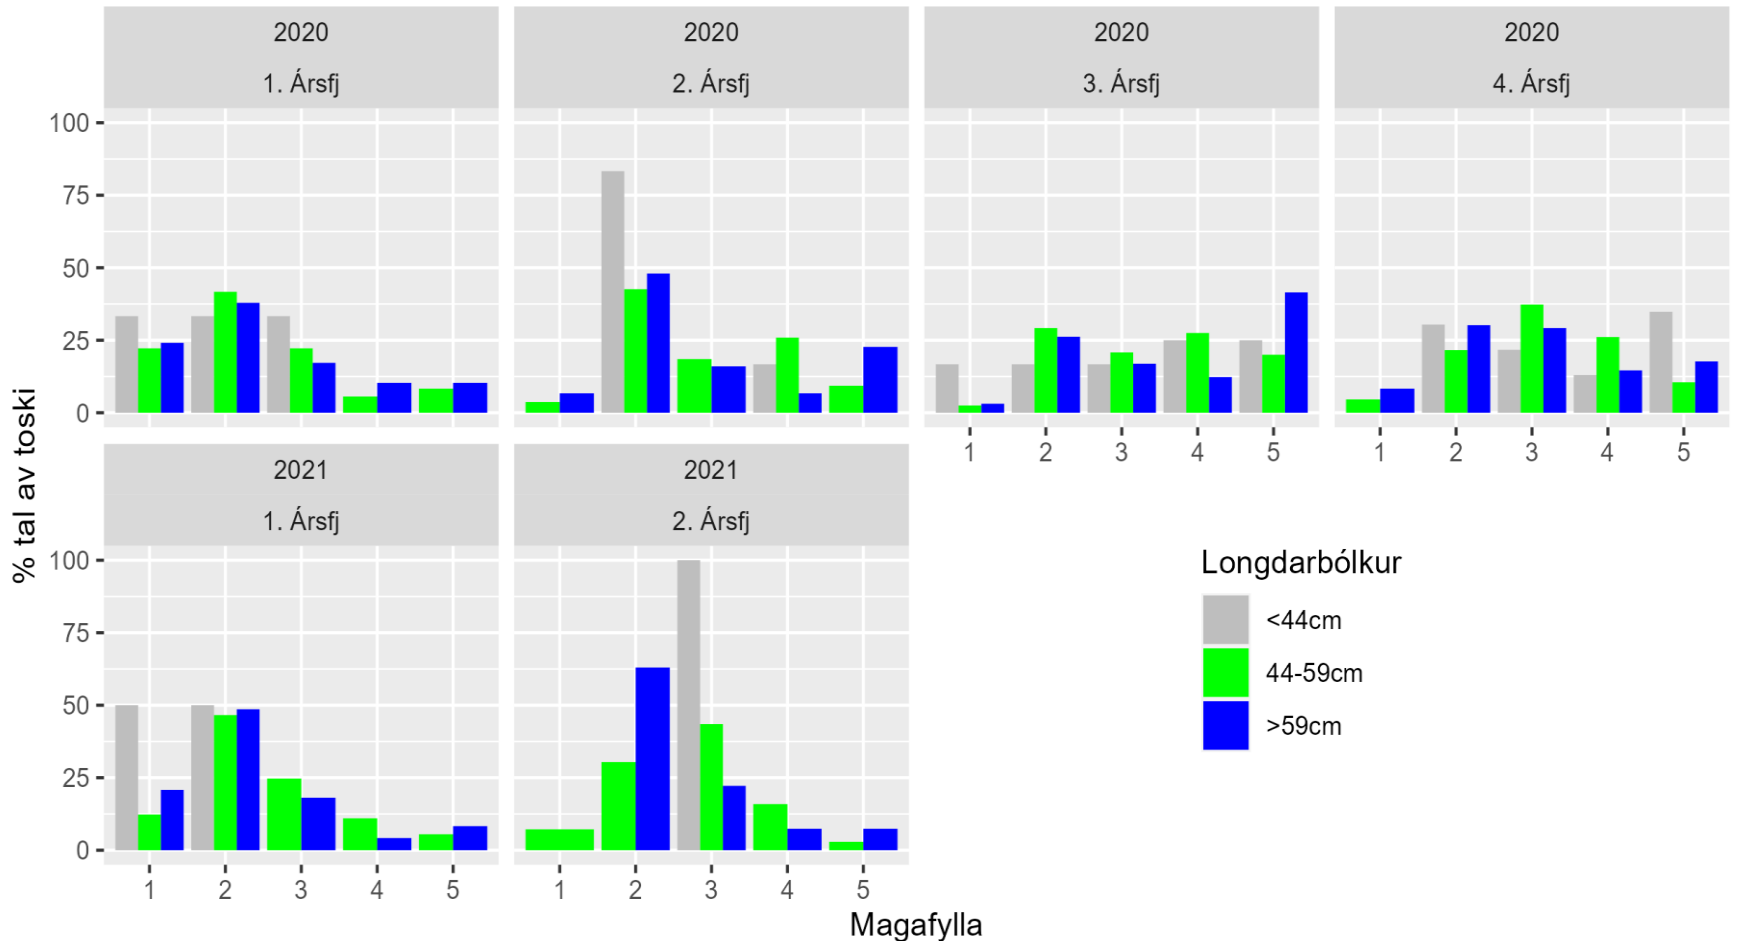 2020
2020
2020
2020
1. Ársfj
2. Ársfj
3. Ársfj
4. Ársfj
100
75
50
25
0
1 2 3 4 5
1 2 3 4 5
2021
2021
1. Ársfj
2. Ársfj
100
75
50
25
0
1 2 3 4 5
1 2 3 4 5
% tal av toski
Magafylla
Longdarbólkur
<44cm
44-59cm
>59cm